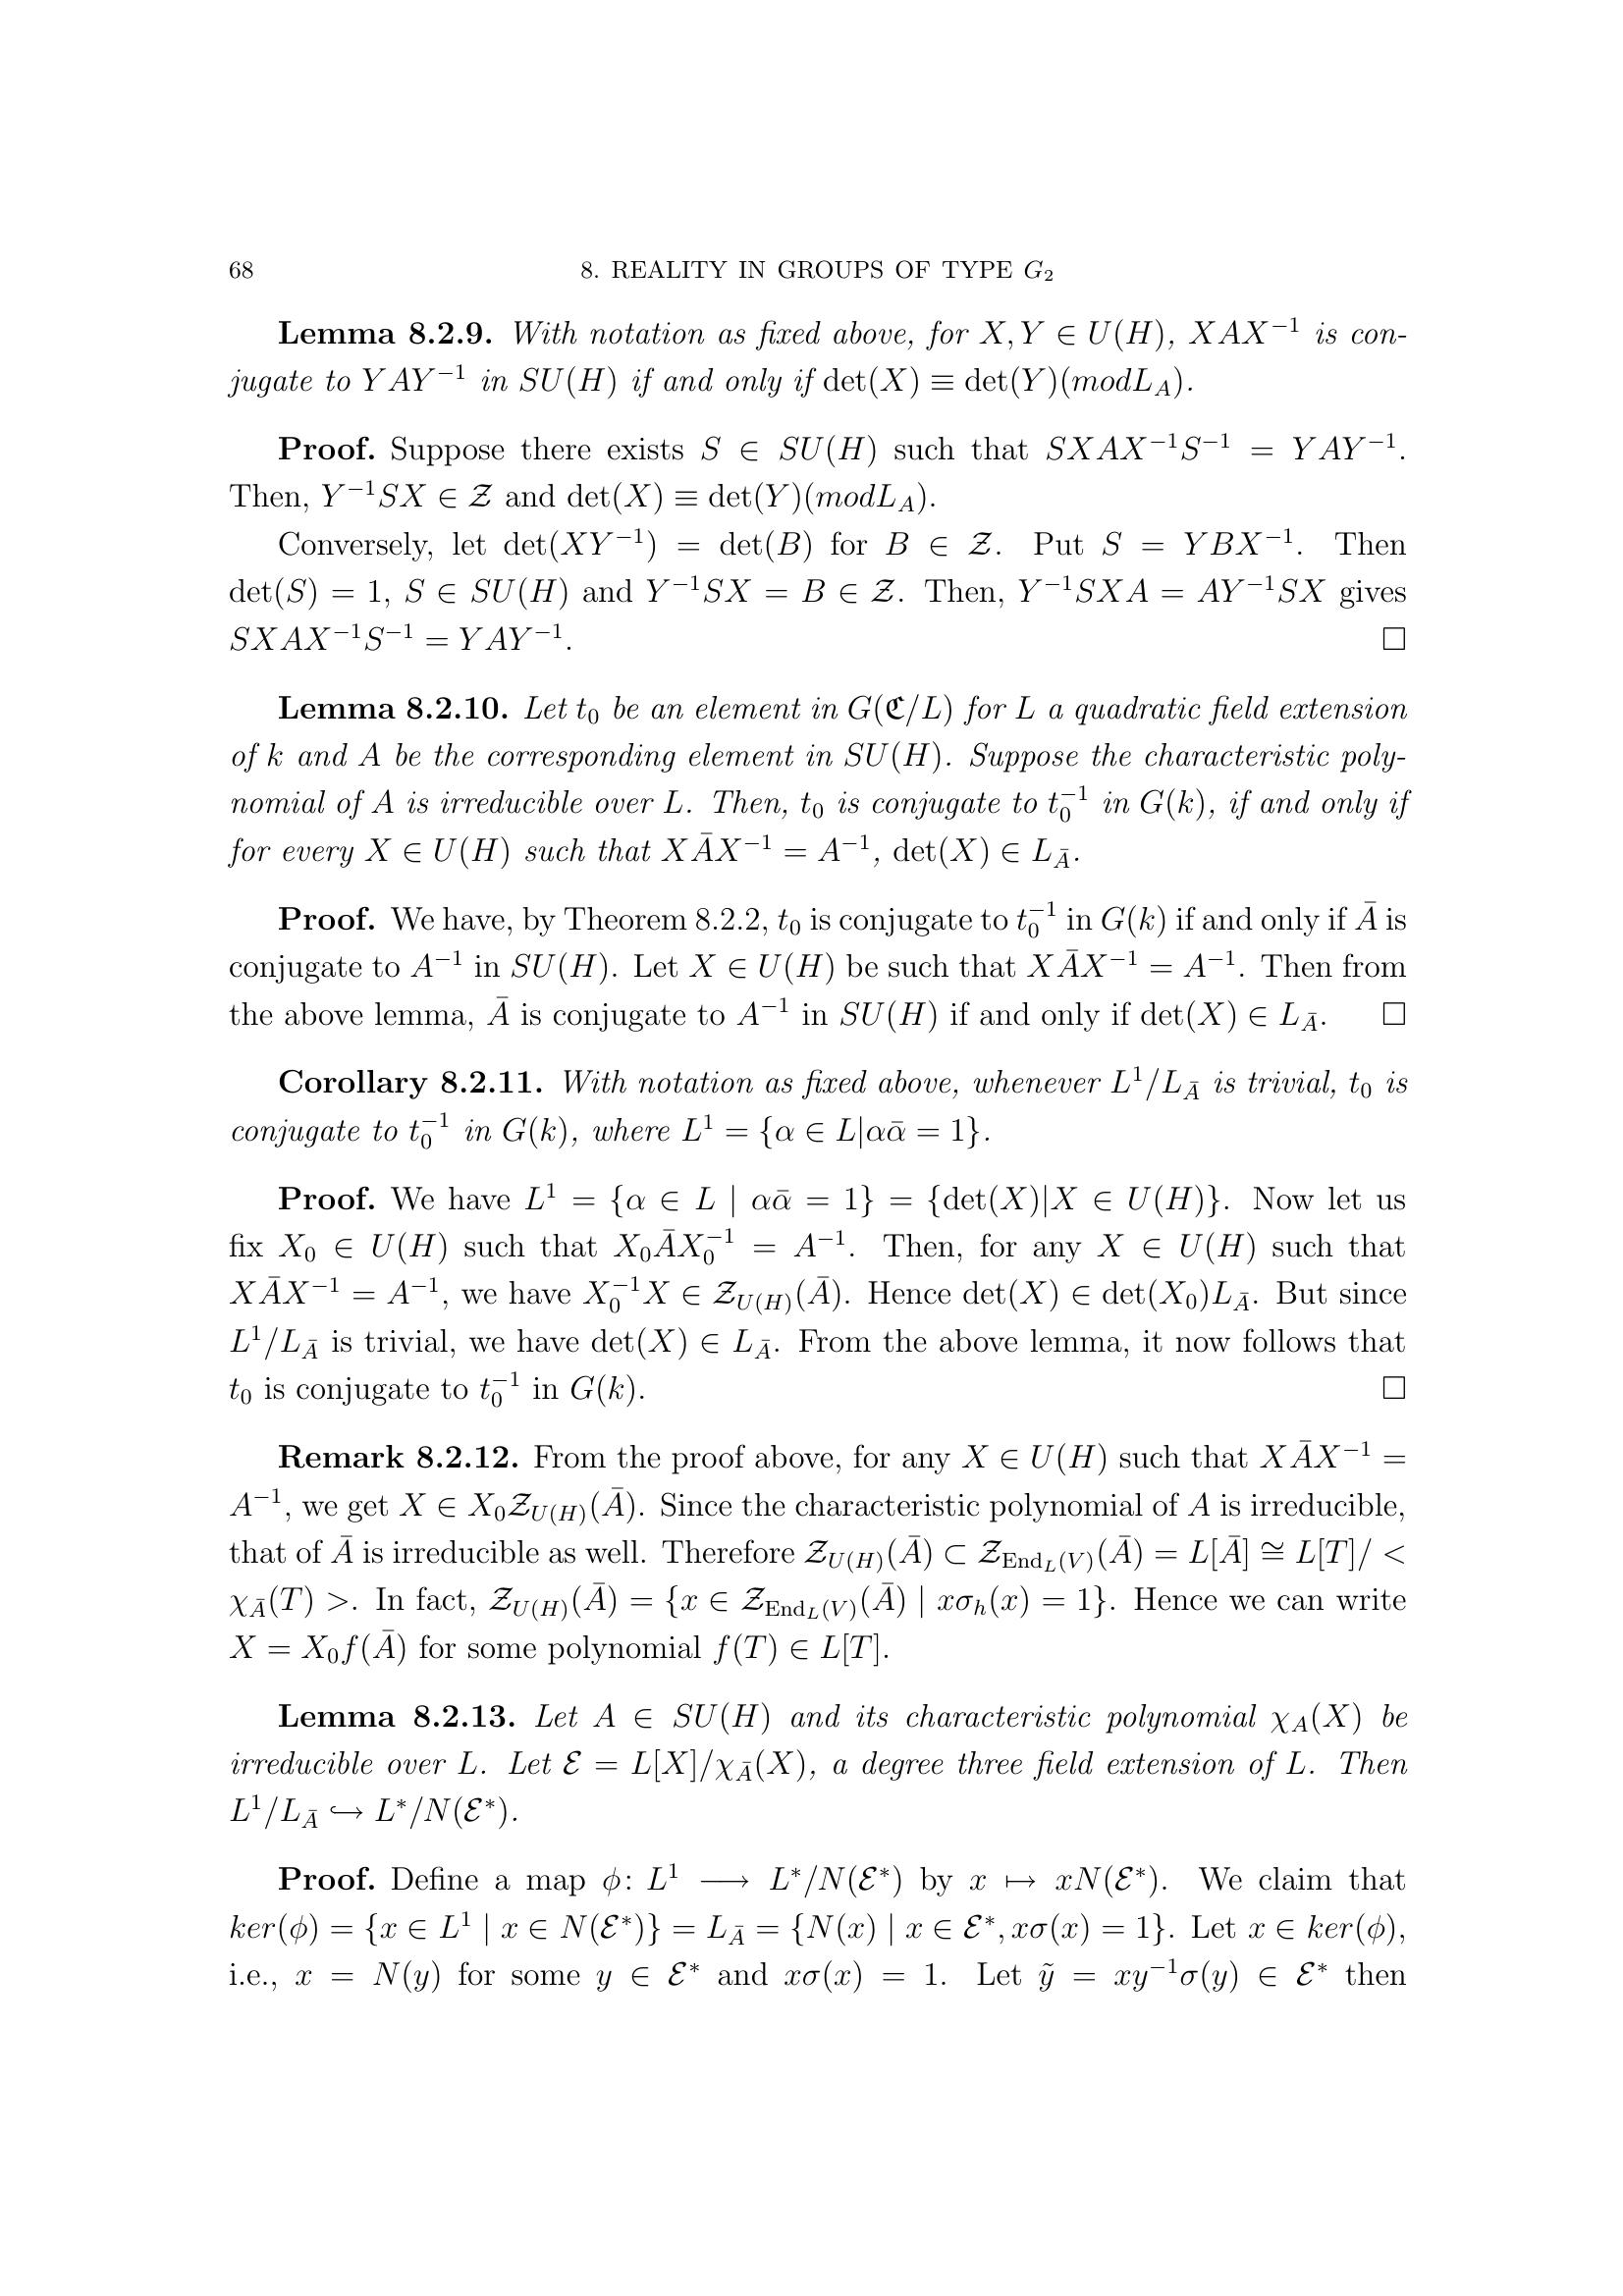 68 8. REALITY IN GROUPS OF TYPE $G_2$
**Lemma 8.2.9.** *With notation as fixed above, for $X, Y \in U(H)$, $XAX^{-1}$ is con-*
*jugate to $YAY^{-1}$ in $SU(H)$ if and only if* $\det(X) \equiv \det(Y)(modL_A)$.
**Proof.** Suppose there exists $S \in SU(H)$ such that $SXAX^{-1}S^{-1} = YAY^{-1}$.
Then, $Y^{-1}SX \in \mathcal{Z}$ and $\det(X) \equiv \det(Y)(modL_A)$.
Conversely, let $\det(XY^{-1}) = \det(B)$ for $B \in \mathcal{Z}$. Put $S = YBX^{-1}$. Then
$\det(S) = 1$, $S \in SU(H)$ and $Y^{-1}SX = B \in \mathcal{Z}$. Then, $Y^{-1}SXA = AY^{-1}SX$ gives
$SXAX^{-1}S^{-1} = YAY^{-1}$. □
**Lemma 8.2.10.** *Let $t_0$ be an element in $G(\mathfrak{C}/L)$ for $L$ a quadratic field extension*
*of $k$ and $A$ be the corresponding element in $SU(H)$. Suppose the characteristic poly-*
*nomial of $A$ is irreducible over $L$. Then, $t_0$ is conjugate to $t_0^{-1}$ in $G(k)$, if and only if*
*for every $X \in U(H)$ such that $X\bar{A}X^{-1} = A^{-1}$, $\det(X) \in L_{\bar{A}}$.*
**Proof.** We have, by Theorem 8.2.2, $t_0$ is conjugate to $t_0^{-1}$ in $G(k)$ if and only if $\bar{A}$ is
conjugate to $A^{-1}$ in $SU(H)$. Let $X \in U(H)$ be such that $X\bar{A}X^{-1} = A^{-1}$. Then from
the above lemma, $\bar{A}$ is conjugate to $A^{-1}$ in $SU(H)$ if and only if $\det(X) \in L_{\bar{A}}$. □
**Corollary 8.2.11.** *With notation as fixed above, whenever $L^1/L_{\bar{A}}$ is trivial, $t_0$ is*
*conjugate to $t_0^{-1}$ in $G(k)$, where $L^1 = \{\alpha \in L | \alpha\bar{\alpha} = 1\}$.*
**Proof.** We have $L^1 = \{\alpha \in L \mid \alpha\bar{\alpha} = 1\} = \{\det(X) | X \in U(H)\}$. Now let us
fix $X_0 \in U(H)$ such that $X_0\bar{A}X_0^{-1} = A^{-1}$. Then, for any $X \in U(H)$ such that
$X\bar{A}X^{-1} = A^{-1}$, we have $X_0^{-1}X \in \mathcal{Z}_{U(H)}(\bar{A})$. Hence $\det(X) \in \det(X_0)L_{\bar{A}}$. But since
$L^1/L_{\bar{A}}$ is trivial, we have $\det(X) \in L_{\bar{A}}$. From the above lemma, it now follows that
$t_0$ is conjugate to $t_0^{-1}$ in $G(k)$. □
**Remark 8.2.12.** From the proof above, for any $X \in U(H)$ such that $X\bar{A}X^{-1} =$
$A^{-1}$, we get $X \in X_0\mathcal{Z}_{U(H)}(\bar{A})$. Since the characteristic polynomial of $A$ is irreducible,
that of $\bar{A}$ is irreducible as well. Therefore $\mathcal{Z}_{U(H)}(\bar{A}) \subset \mathcal{Z}_{\mathrm{End}_L(V)}(\bar{A}) = L[\bar{A}] \cong L[T]/ <$
$\chi_{\bar{A}}(T) >$. In fact, $\mathcal{Z}_{U(H)}(\bar{A}) = \{x \in \mathcal{Z}_{\mathrm{End}_L(V)}(\bar{A}) \mid x\sigma_h(x) = 1\}$. Hence we can write
$X = X_0f(\bar{A})$ for some polynomial $f(T) \in L[T]$.
**Lemma 8.2.13.** *Let $A \in SU(H)$ and its characteristic polynomial $\chi_A(X)$ be*
*irreducible over $L$. Let $\mathcal{E} = L[X]/\chi_{\bar{A}}(X)$, a degree three field extension of $L$. Then*
$L^1/L_{\bar{A}} \hookrightarrow L^*/N(\mathcal{E}^*)$.
**Proof.** Define a map $\phi \colon L^1 \longrightarrow L^*/N(\mathcal{E}^*)$ by $x \mapsto xN(\mathcal{E}^*)$. We claim that
$ker(\phi) = \{x \in L^1 \mid x \in N(\mathcal{E}^*)\} = L_{\bar{A}} = \{N(x) \mid x \in \mathcal{E}^*, x\sigma(x) = 1\}$. Let $x \in ker(\phi)$,
i.e., $x = N(y)$ for some $y \in \mathcal{E}^*$ and $x\sigma(x) = 1$. Let $\tilde{y} = xy^{-1}\sigma(y) \in \mathcal{E}^*$ then